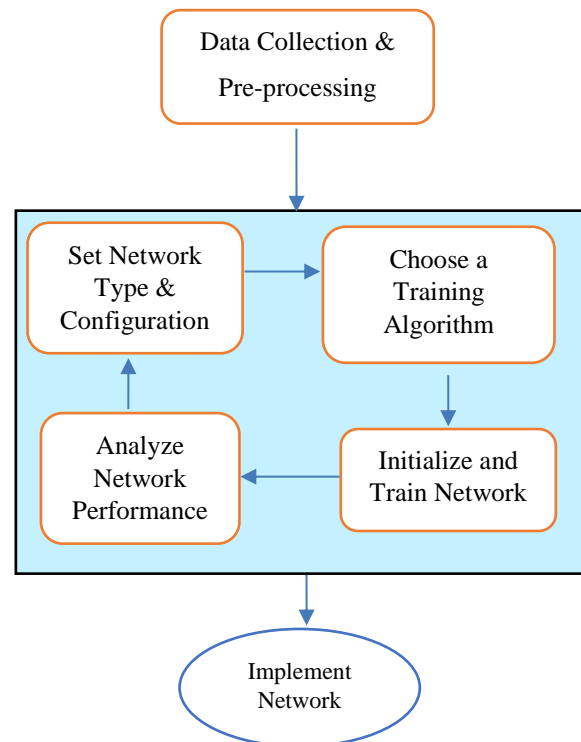 Data Collection &
Pre-processing
Set Network
Type &
Configuration
Choose a
Training
Algorithm
Initialize and
Train Network
Analyze
Network
Performance
Implement
Network